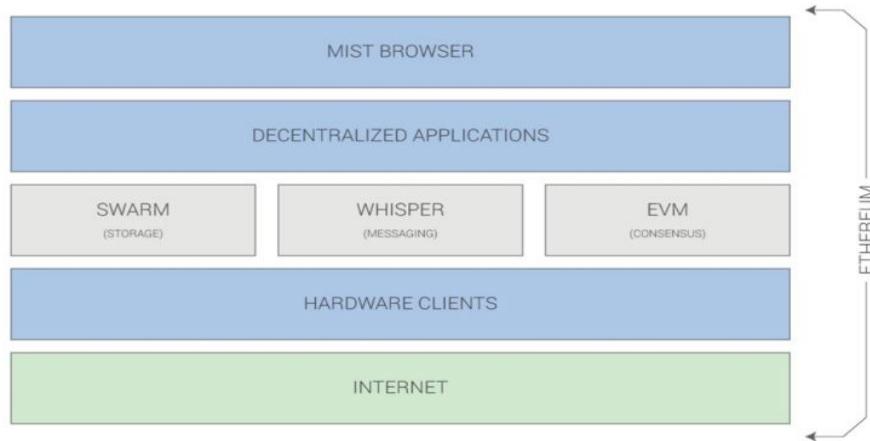 MIST BROWSER
DECENTRALIZED APPLICATIONS
SWARM
(STORAGE)
WHISPER
(MESSAGING)
EVM
(CONSENSUS)
HARDWARE CLIENTS
INTERNET
ETHEREUM